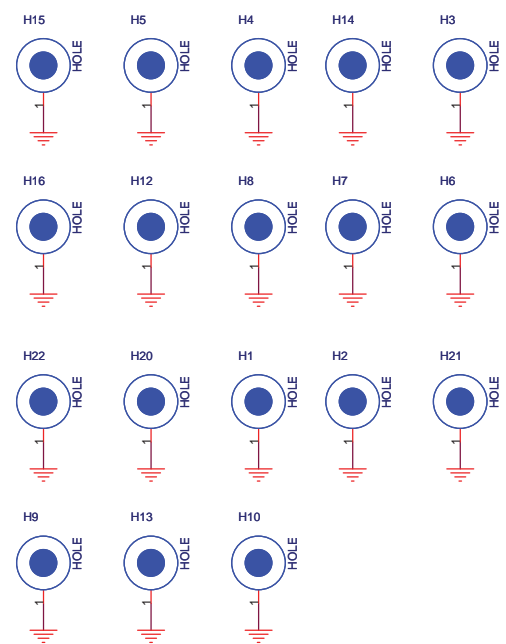 H15 H5 H4 H14 H3
HOLE HOLE HOLE HOLE HOLE
1 1 1 1 1
H16 H12 H8 H7 H6
HOLE HOLE HOLE HOLE HOLE
1 1 1 1 1
H22 H20 H1 H2 H21
HOLE HOLE HOLE HOLE HOLE
1 1 1 1 1
H9 H13 H10
HOLE HOLE HOLE
1 1 1